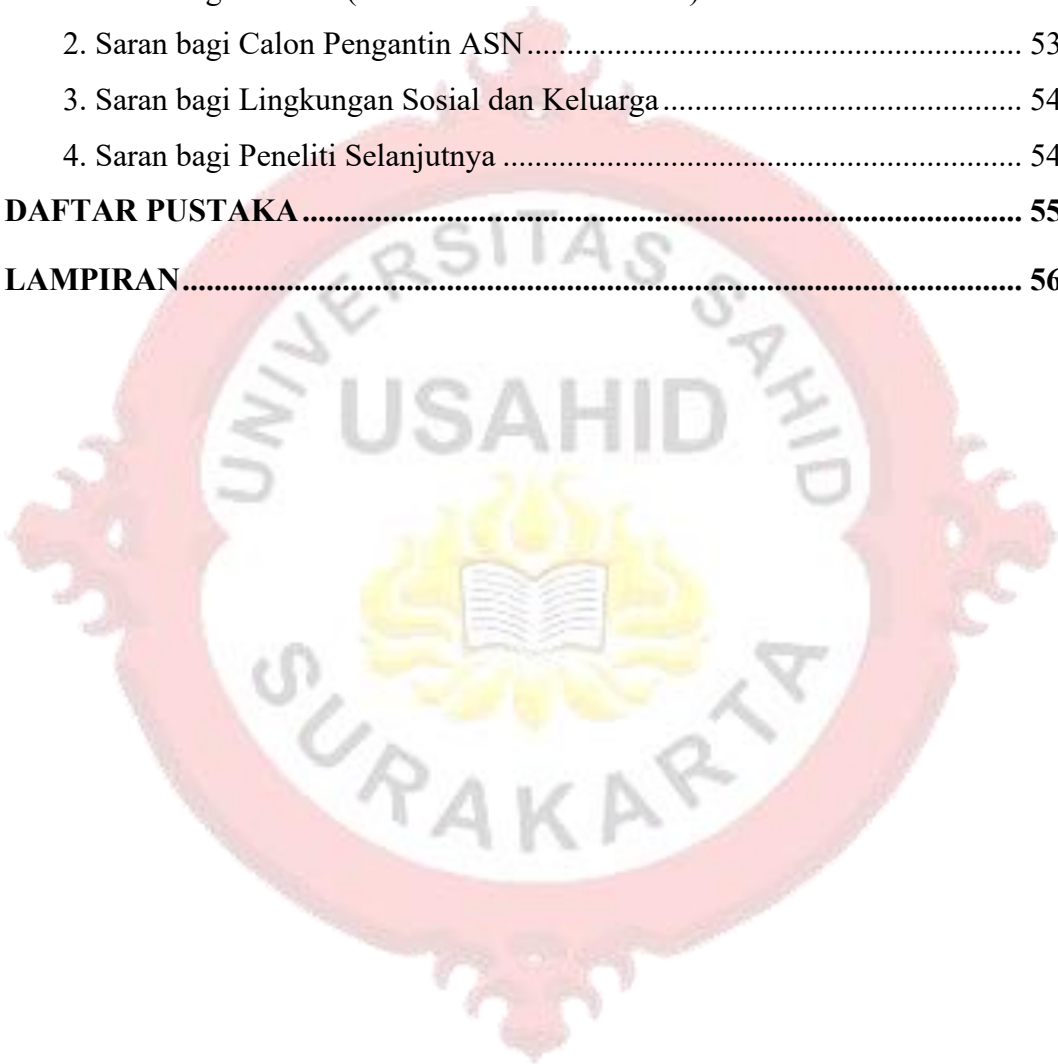 2. Saran bagi Calon Pengantin ASN.................................................................. 53
3. Saran bagi Lingkungan Sosial dan Keluarga............................................. 54
4. Saran bagi Peneliti Selanjutnya ................................................................... 54
DAFTAR PUSTAKA............................................................................................ 55
LAMPIRAN........................................................................................................... 56
UNIVERSITAS SAHID
USAHID
SURAKARTA